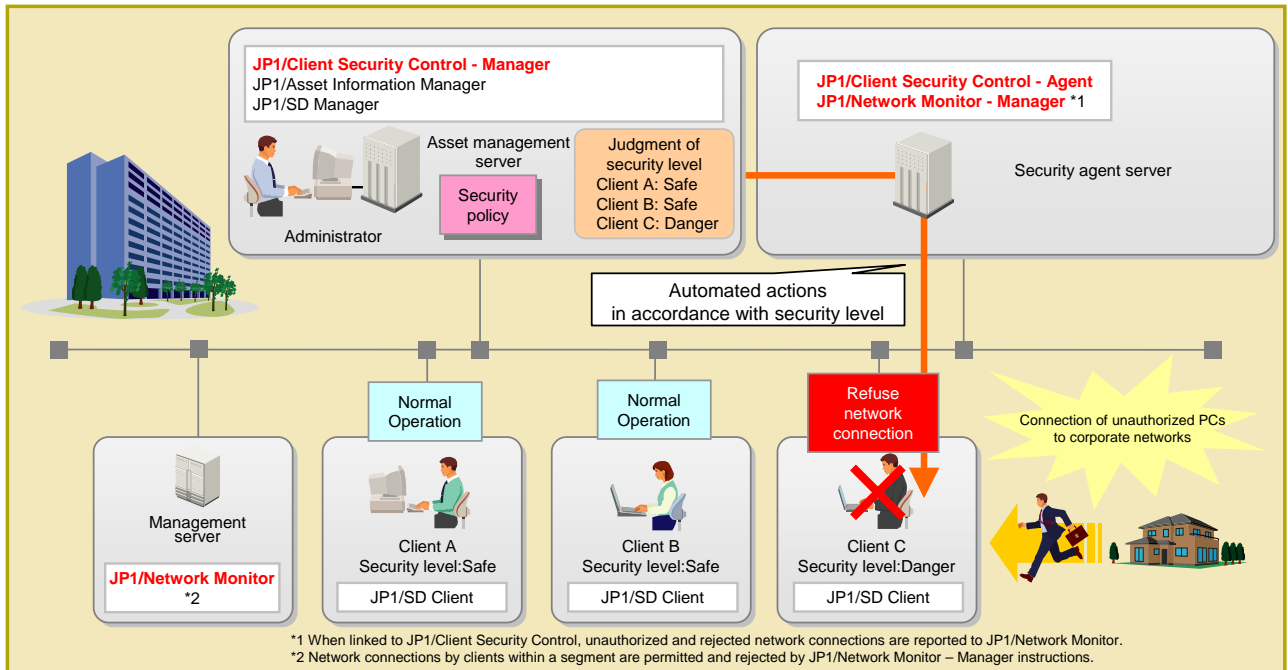 JP1/Client Security Control - Manager
JP1/Asset Information Manager
JP1/SD Manager
Administrator
Asset management
server
Security
policy
Judgment of
security level
Client A: Safe
Client B: Safe
Client C: Danger
JP1/Client Security Control - Agent
JP1/Network Monitor - Manager *1
Security agent server
Automated actions
in accordance with security level
Normal
Operation
Normal
Operation
Refuse
network
connection
Connection of unauthorized PCs
to corporate networks
Management
server
JP1/Network Monitor
*2
Client A
Security level:Safe
JP1/SD Client
Client B
Security level:Safe
JP1/SD Client
Client C
Security level:Danger
JP1/SD Client
*1 When linked to JP1/Client Security Control, unauthorized and rejected network connections are reported to JP1/Network Monitor.
*2 Network connections by clients within a segment are permitted and rejected by JP1/Network Monitor – Manager instructions.